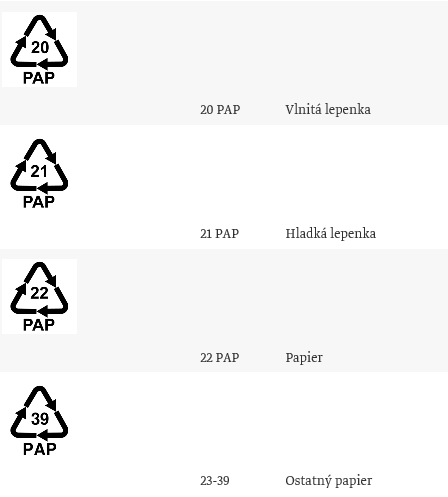 20
PAP
20 PAP Vlnitá lepenka
21
PAP
21 PAP Hladká lepenka
22
PAP
22 PAP Papier
39
PAP
23-39 Ostatný papier